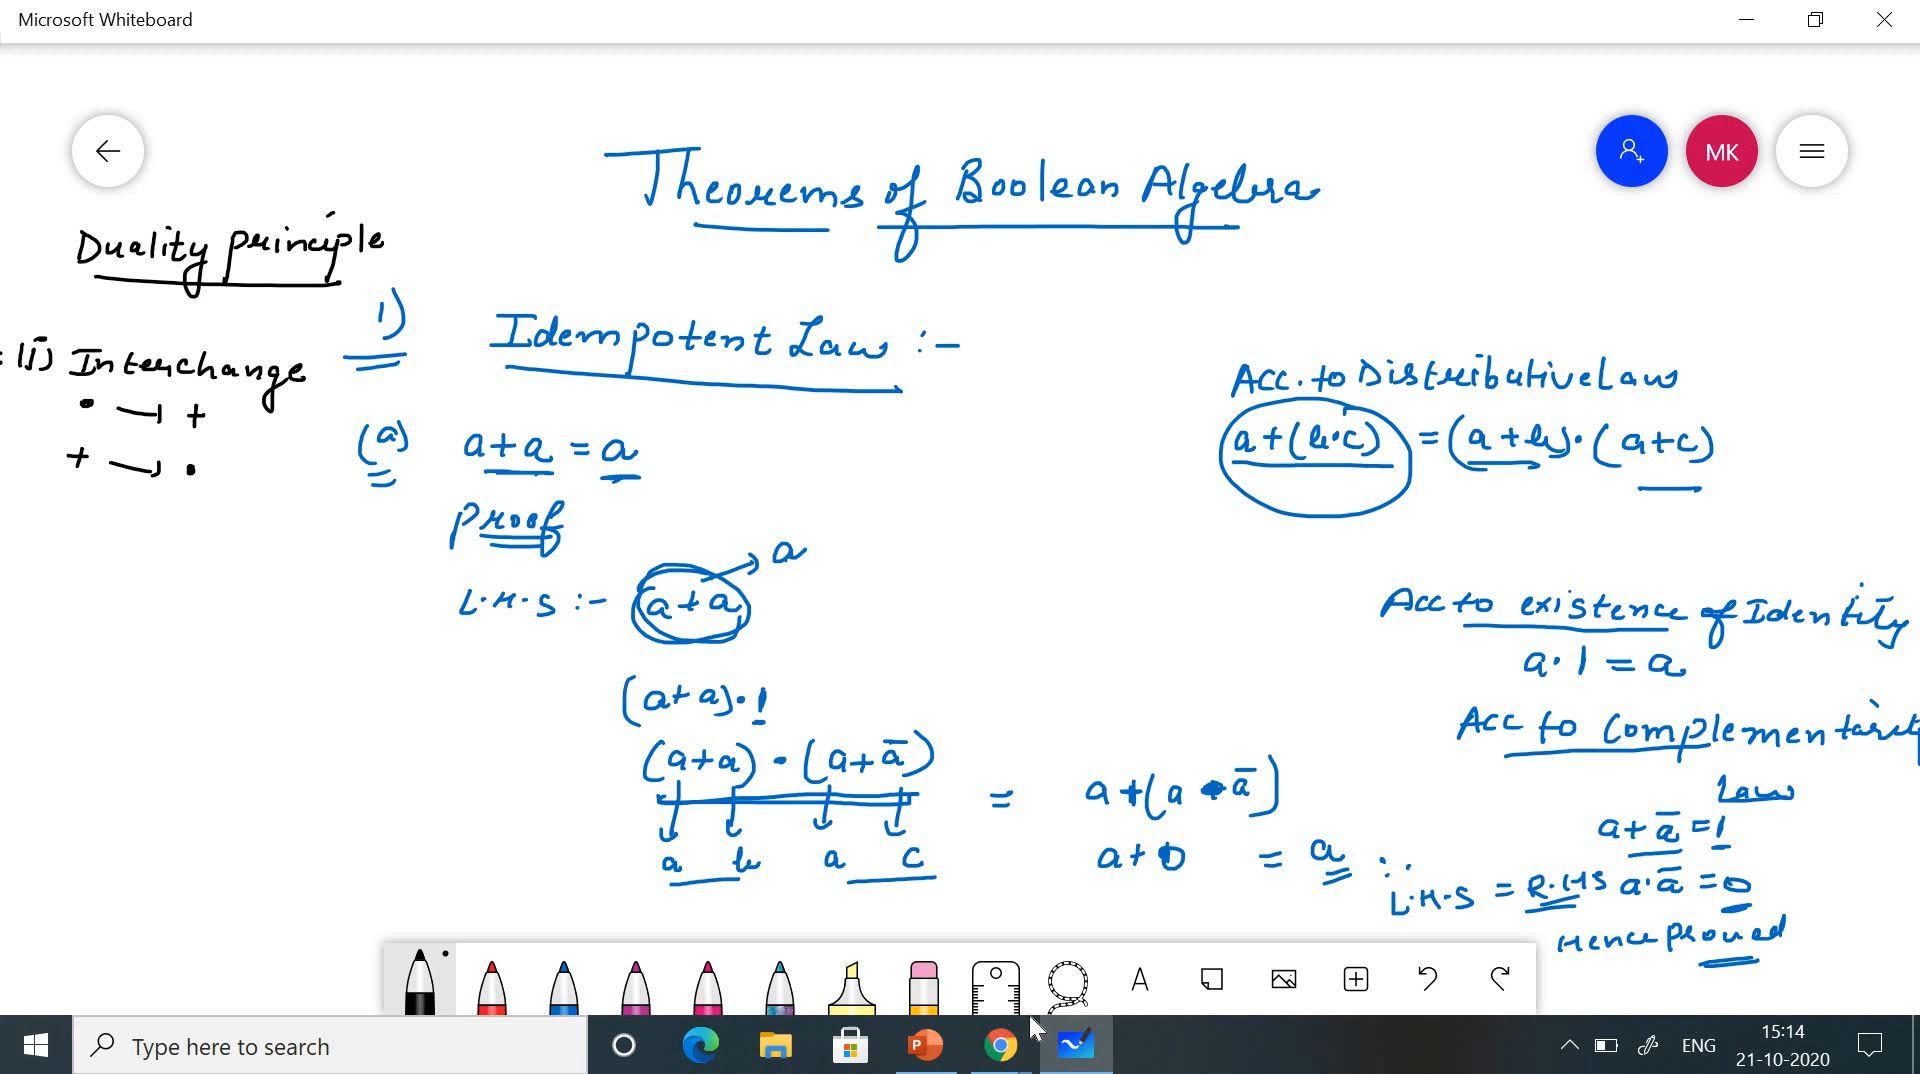 Microsoft Whiteboard
MK
Theorems of Boolean Algebra
Duality principle
(i) Interchange
• → +
+ → •
1) Idempotent Law :-
(a) a+a = a
Proof
L.H.S :- a+a → a
(a+a)•1
(a+a) • (a+ā) = a+(a•ā)
a b a c
a+0 = a ∴
L.H.S = R.HS
Hence proved
Acc. to Distributive Law
a+(b·c) = (a+b)·(a+c)
Acc to existence of Identity
a·1 = a
Acc to Complementarity
Law
a+ā = 1
a·ā = 0
A
Type here to search
P
ENG
15:14
21-10-2020